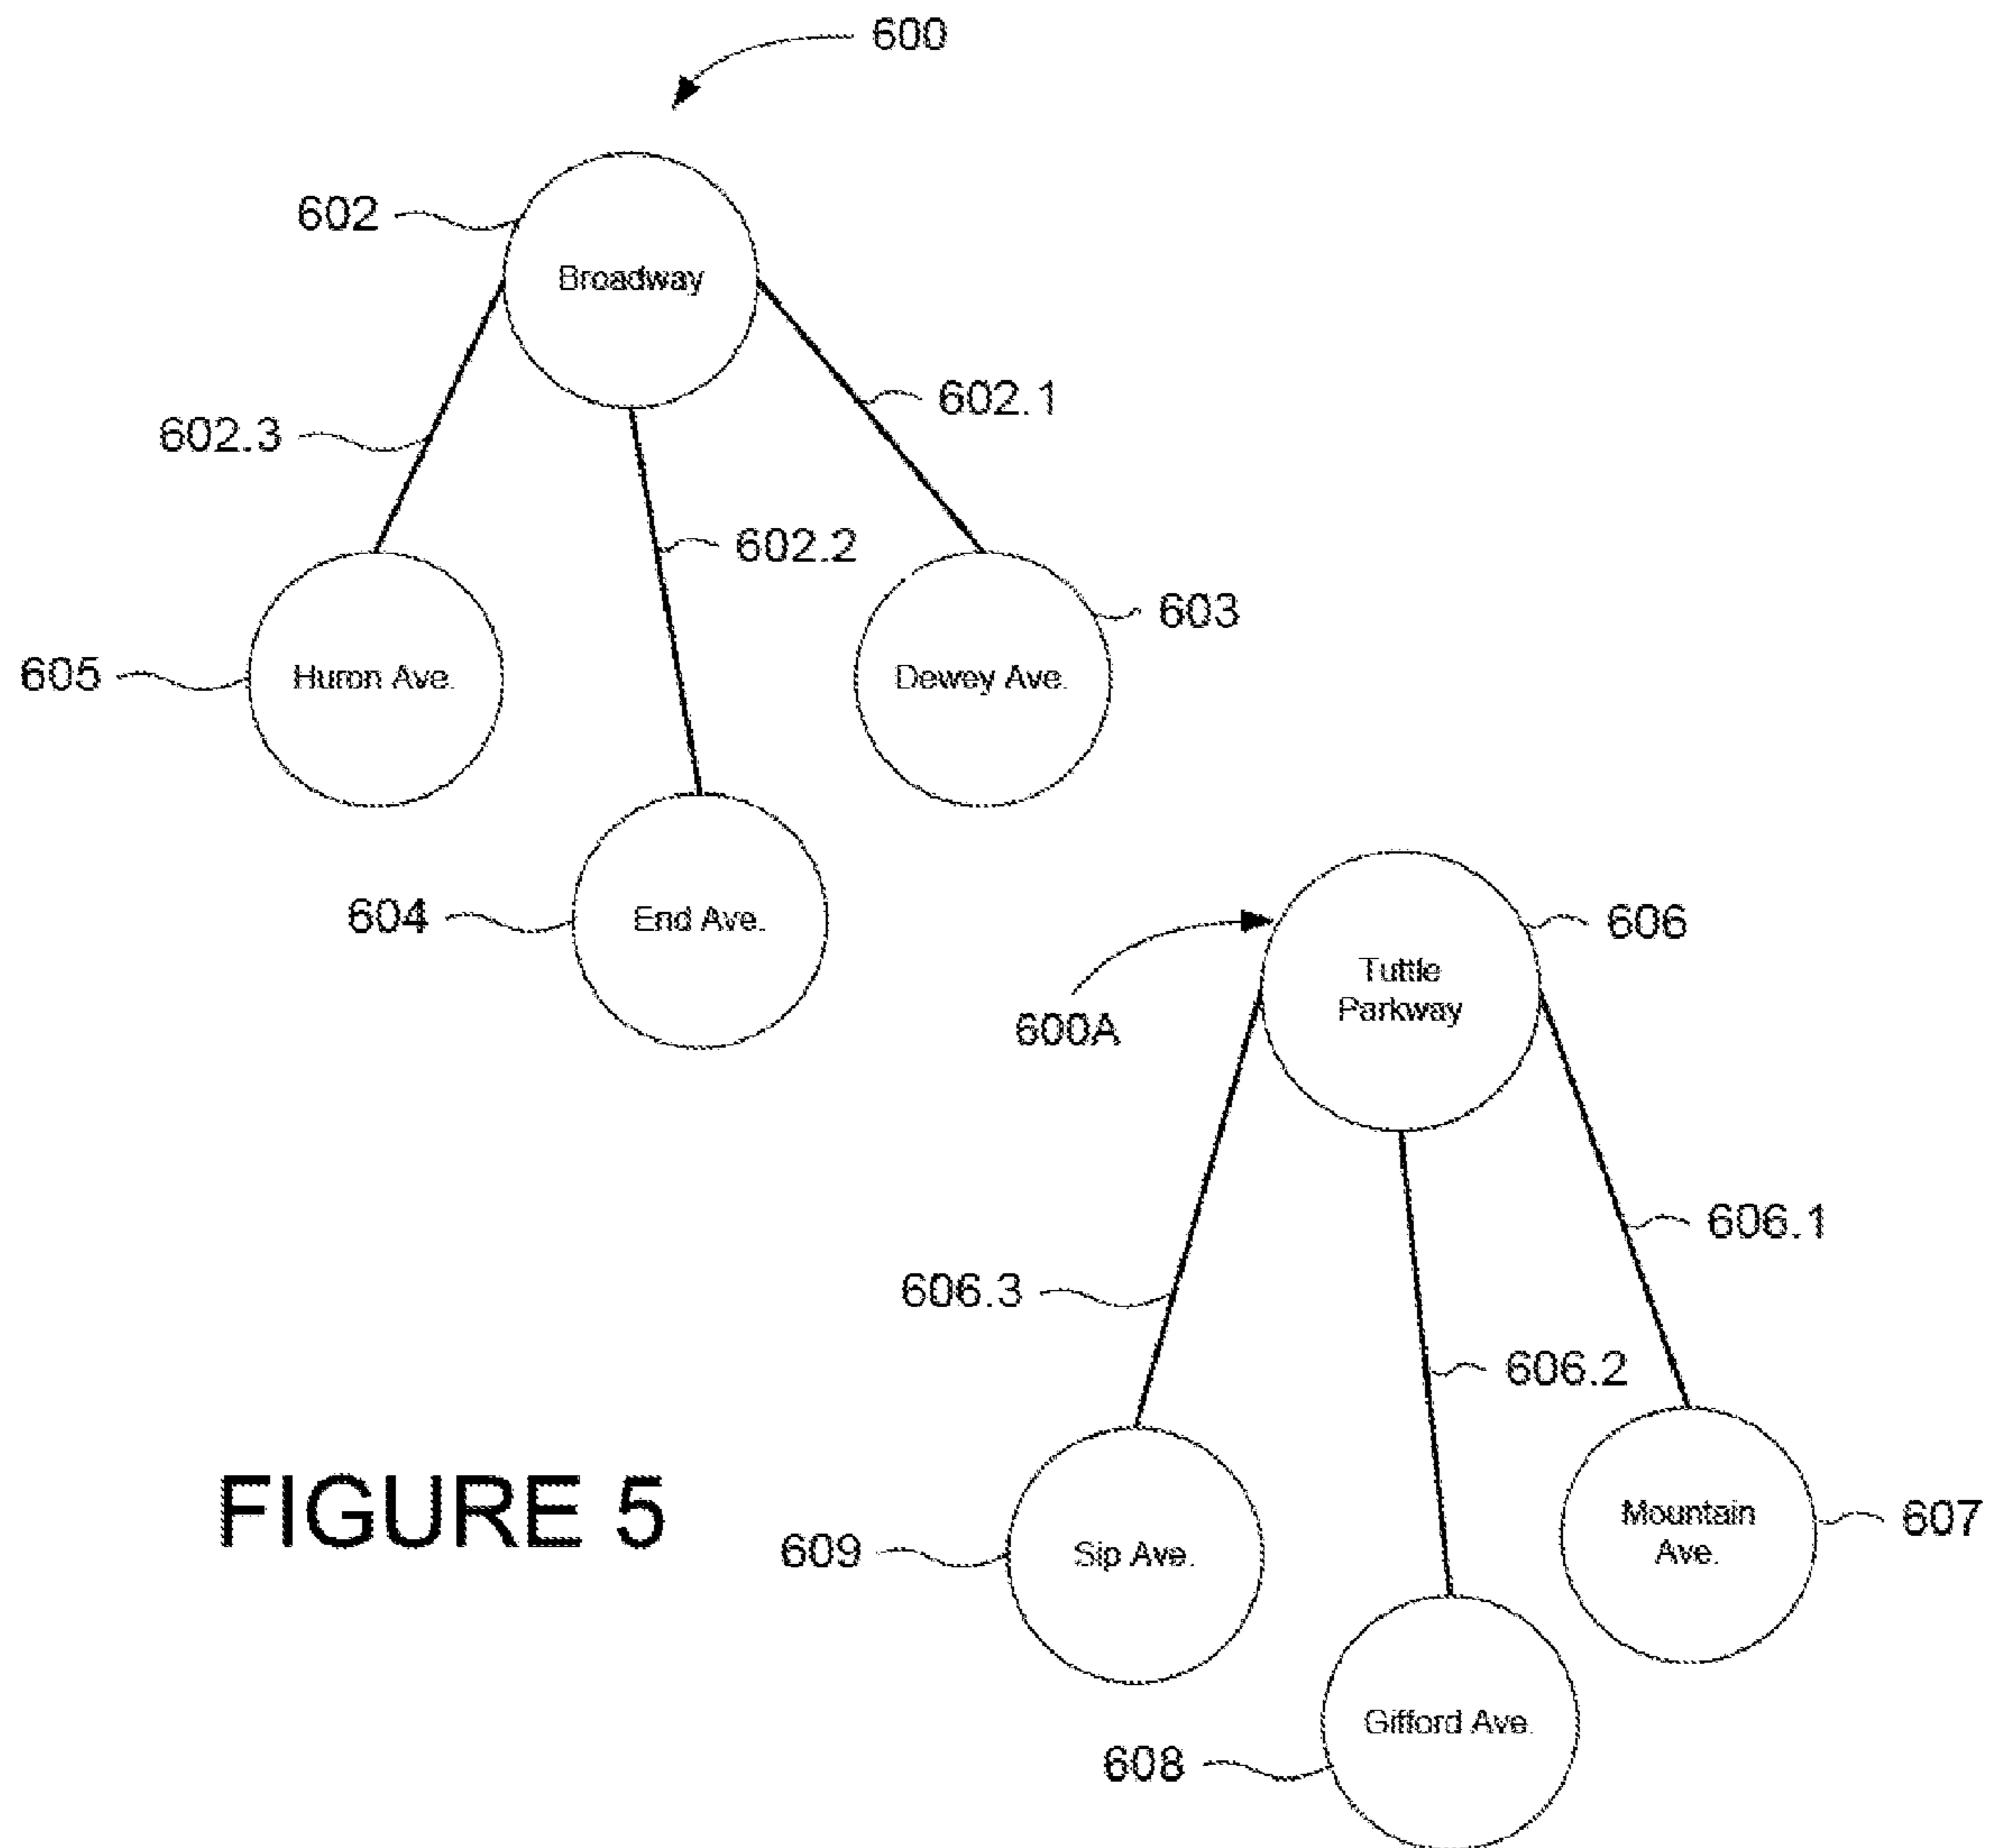 600
602
Broadway
602.1
602.3
602.2
603
605
Huron Ave.
Dewey Ave.
604
End Ave.
606
Tuttle
Parkway
600A
606.1
606.3
606.2
FIGURE 5
609
Sip Ave.
Mountain
Ave.
607
Gifford Ave.
608